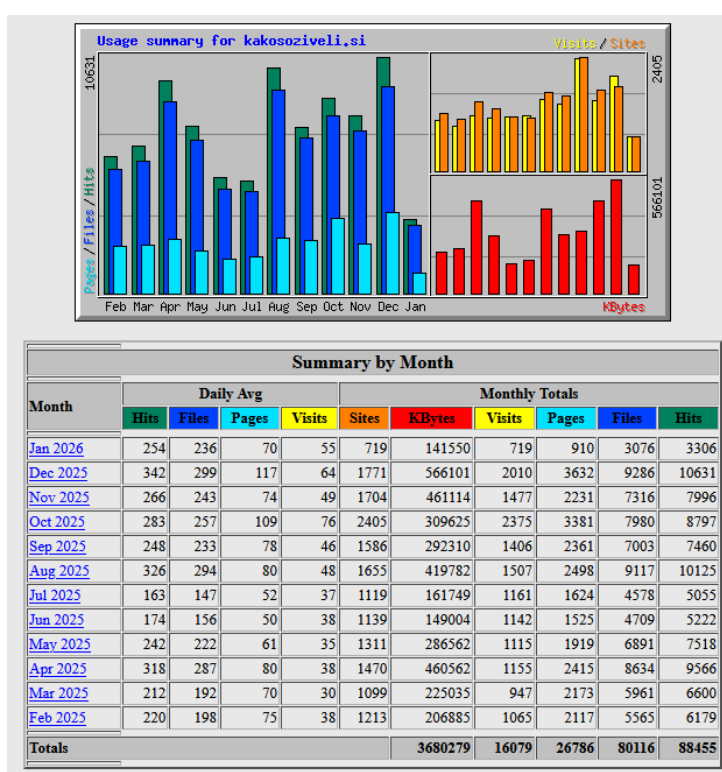 Usage summary for kakosoziveli.si
Visits / Sites
10631
2405
Pages / Files / Hits
566101
Feb Mar Apr May Jun Jul Aug Sep Oct Nov Dec Jan
KBytes
Summary by Month
Month Daily Avg Monthly Totals
Hits Files Pages Visits Sites KBytes Visits Pages Files Hits
Jan 2026 254 236 70 55 719 141550 719 910 3076 3306
Dec 2025 342 299 117 64 1771 566101 2010 3632 9286 10631
Nov 2025 266 243 74 49 1704 461114 1477 2231 7316 7996
Oct 2025 283 257 109 76 2405 309625 2375 3381 7980 8797
Sep 2025 248 233 78 46 1586 292310 1406 2361 7003 7460
Aug 2025 326 294 80 48 1655 419782 1507 2498 9117 10125
Jul 2025 163 147 52 37 1119 161749 1161 1624 4578 5055
Jun 2025 174 156 50 38 1139 149004 1142 1525 4709 5222
May 2025 242 222 61 35 1311 286562 1115 1919 6891 7518
Apr 2025 318 287 80 38 1470 460562 1155 2415 8634 9566
Mar 2025 212 192 70 30 1099 225035 947 2173 5961 6600
Feb 2025 220 198 75 38 1213 206885 1065 2117 5565 6179
Totals 3680279 16079 26786 80116 88455